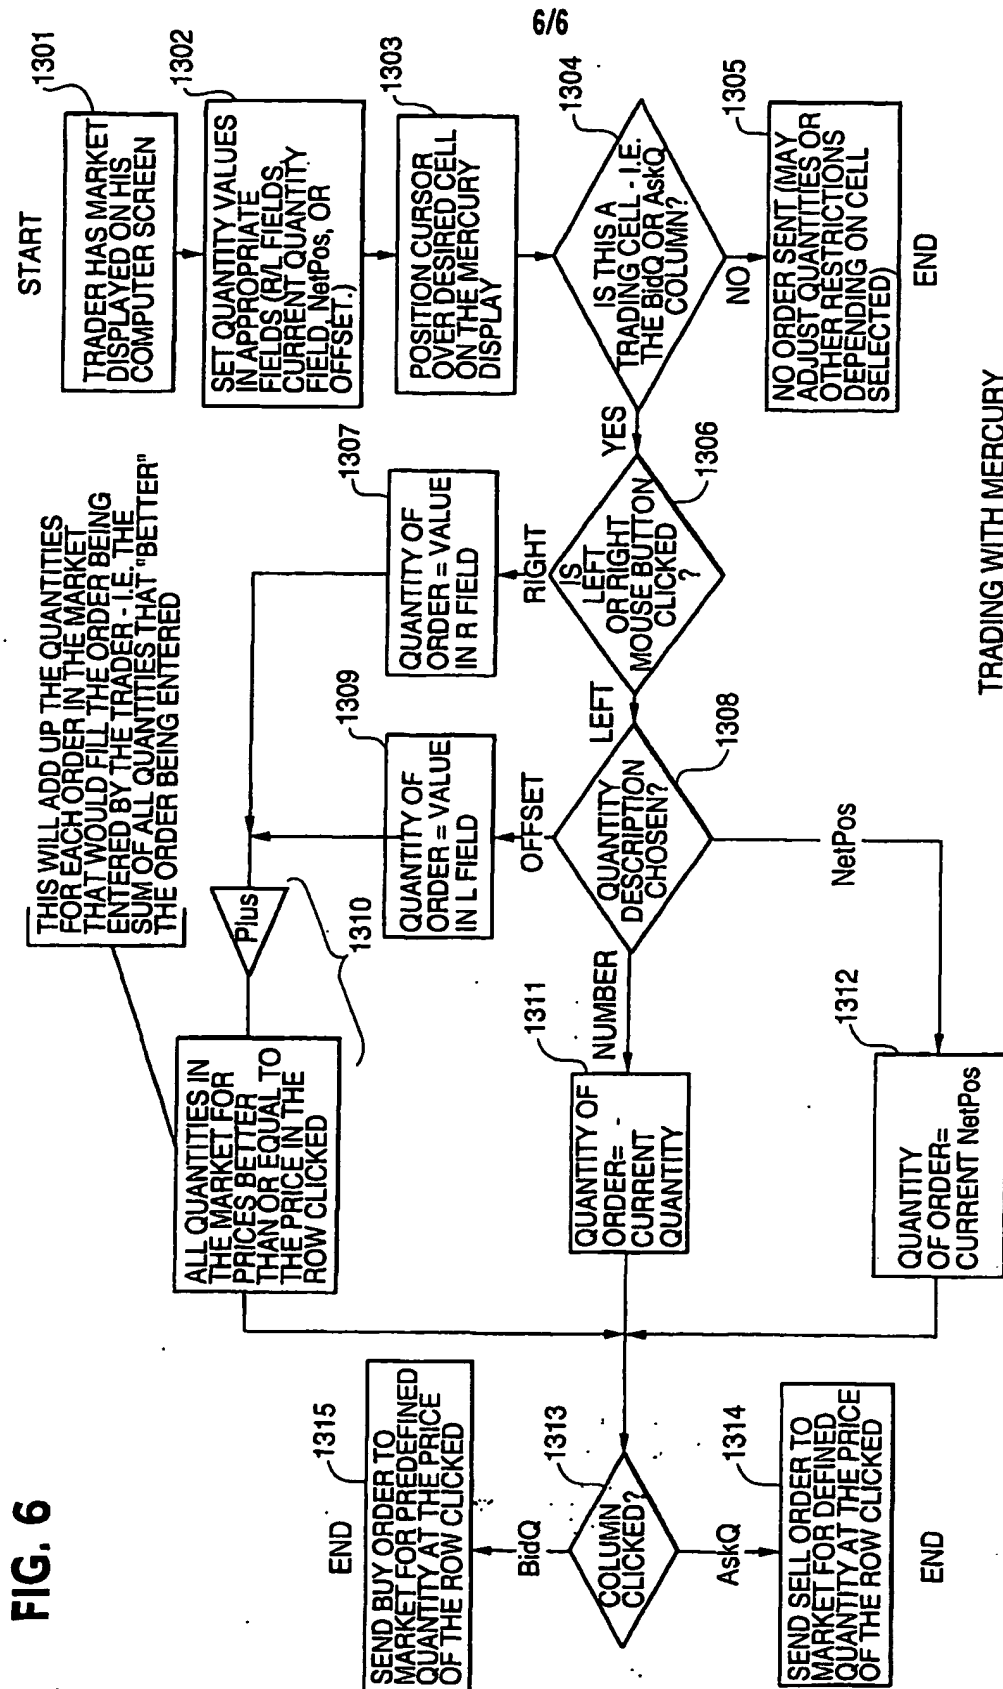 9/9
FIG. 6
START
1301
TRADER HAS MARKET
DISPLAYED ON HIS
COMPUTER SCREEN
1302
SET QUANTITY VALUES
IN APPROPRIATE
FIELDS (R/L FIELDS,
CURRENT QUANTITY
FIELD, NetPos, OR
OFFSET.)
1303
POSITION CURSOR
OVER DESIRED CELL
ON THE MERCURY
DISPLAY
1304
IS THIS A
TRADING CELL - I.E.
THE BidQ OR AskQ
COLUMN?
NO
1305
NO ORDER SENT (MAY
ADJUST QUANTITIES OR
OTHER RESTRICTIONS
DEPENDING ON CELL
SELECTED)
END
YES
1306
IS
LEFT
OR RIGHT
MOUSE BUTTON
CLICKED
?
RIGHT
1307
QUANTITY OF
ORDER = VALUE
IN R FIELD
LEFT
1308
QUANTITY
DESCRIPTION
CHOSEN?
OFFSET
1309
QUANTITY OF
ORDER = VALUE
IN L FIELD
1310
Plus
ALL QUANTITIES IN
THE MARKET FOR
PRICES BETTER
THAN OR EQUAL TO
THE PRICE IN THE
ROW CLICKED
THIS WILL ADD UP THE QUANTITIES
FOR EACH ORDER IN THE MARKET
THAT WOULD FILL THE ORDER BEING
ENTERED BY THE TRADER - I.E. THE
SUM OF ALL QUANTITIES THAT "BETTER"
THE ORDER BEING ENTERED
NUMBER
1311
QUANTITY OF
ORDER=
CURRENT
QUANTITY
NetPos
1312
QUANTITY
OF ORDER=
CURRENT NetPos
1313
COLUMN
CLICKED?
BidQ
1315
SEND BUY ORDER TO
MARKET FOR PREDEFINED
QUANTITY AT THE PRICE
OF THE ROW CLICKED
END
AskQ
1314
SEND SELL ORDER TO
MARKET FOR DEFINED
QUANTITY AT THE PRICE
OF THE ROW CLICKED
END
TRADING WITH MERCURY